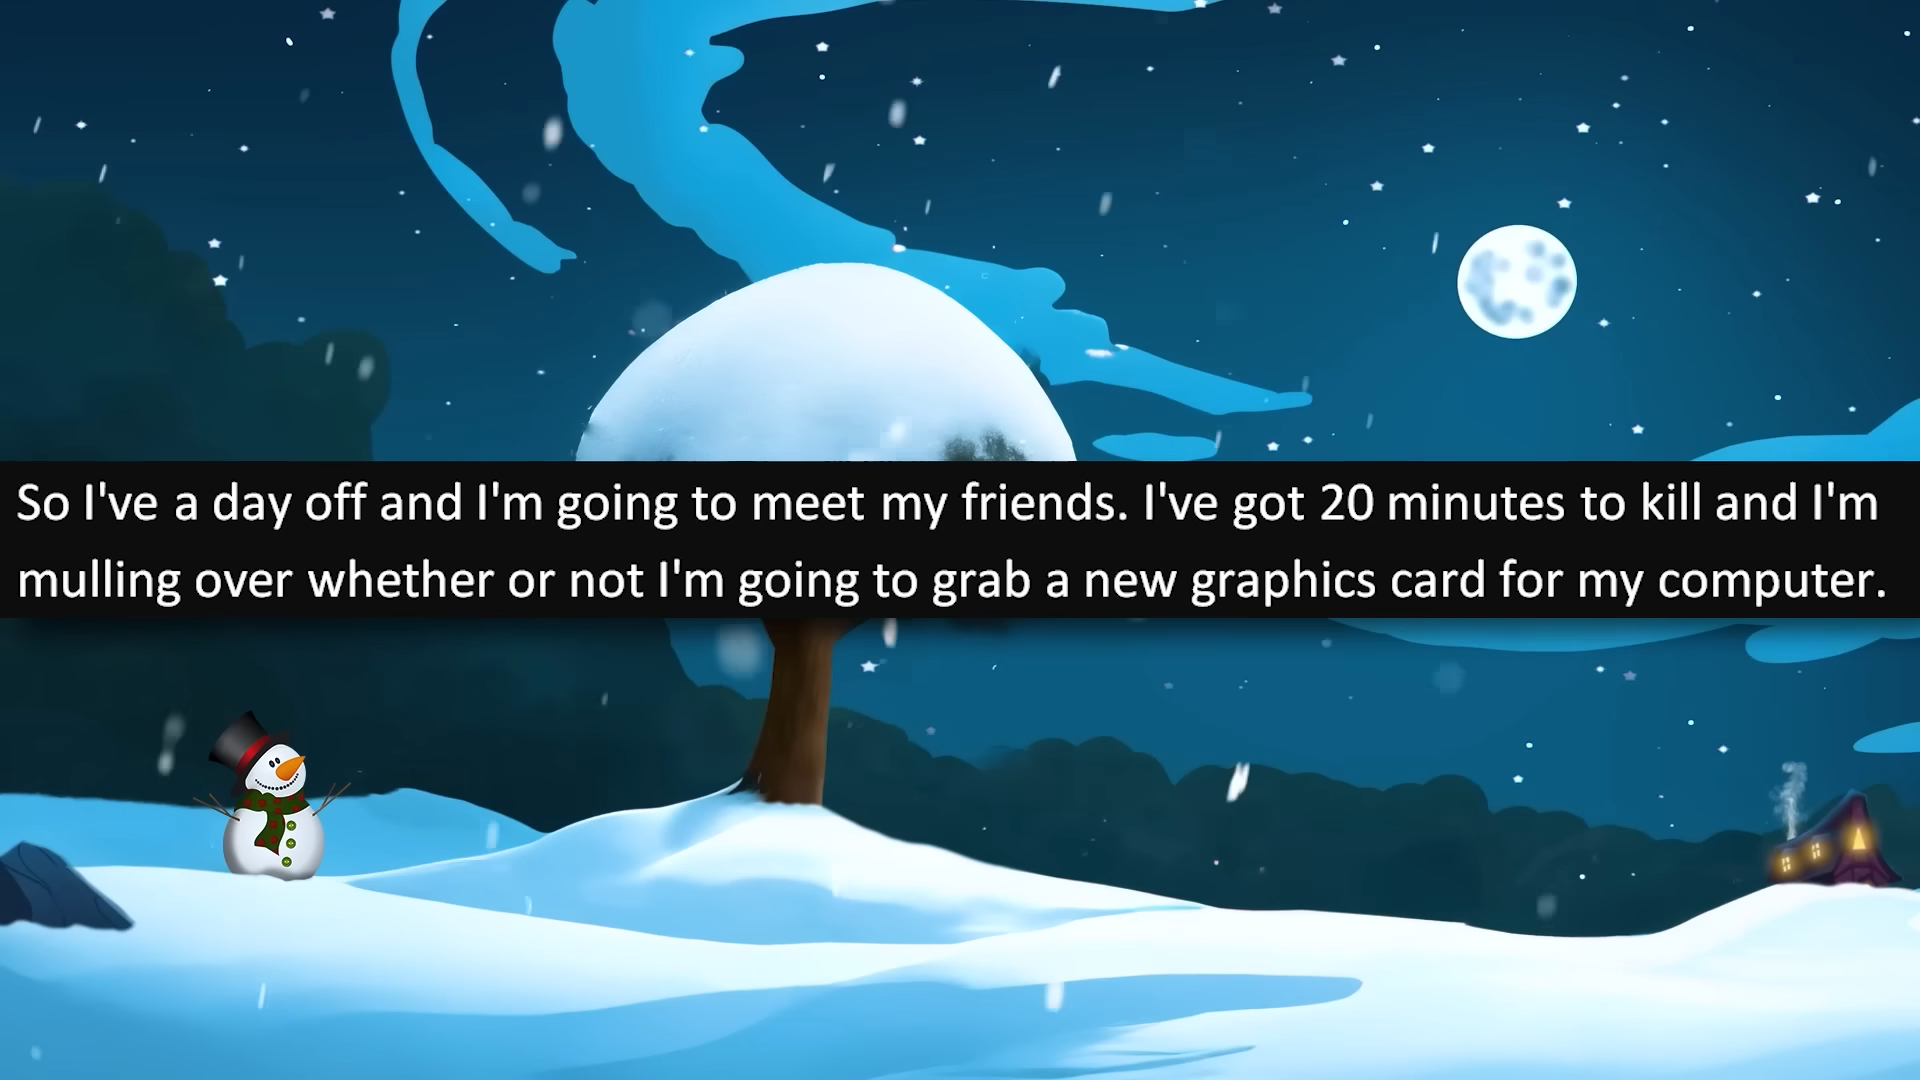 So I've a day off and I'm going to meet my friends. I've got 20 minutes to kill and I'm
mulling over whether or not I'm going to grab a new graphics card for my computer.